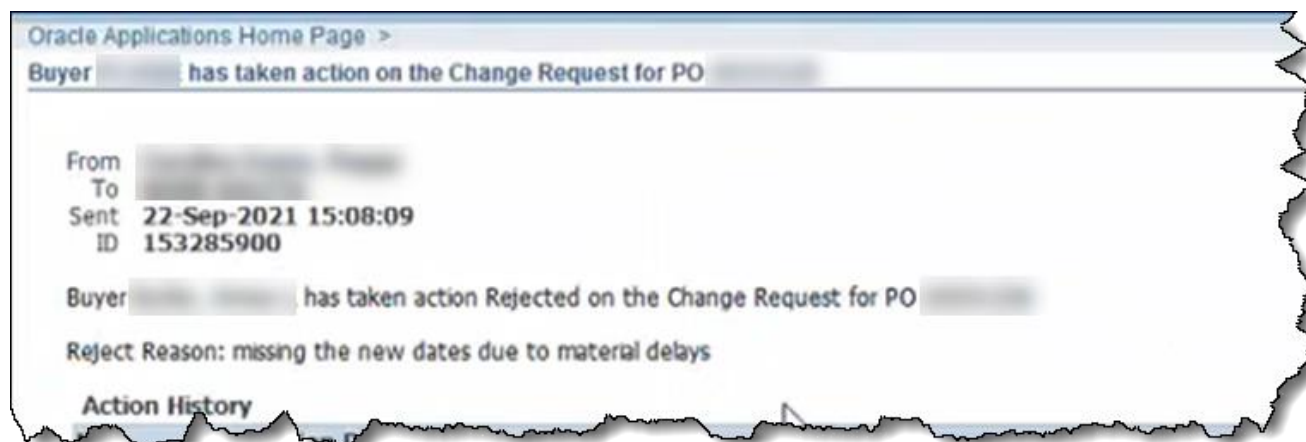 Oracle Applications Home Page >
Buyer has taken action on the Change Request for PO
From
To
Sent 22-Sep-2021 15:08:09
ID 153285900
Buyer has taken action Rejected on the Change Request for PO
Reject Reason: missing the new dates due to material delays
Action History